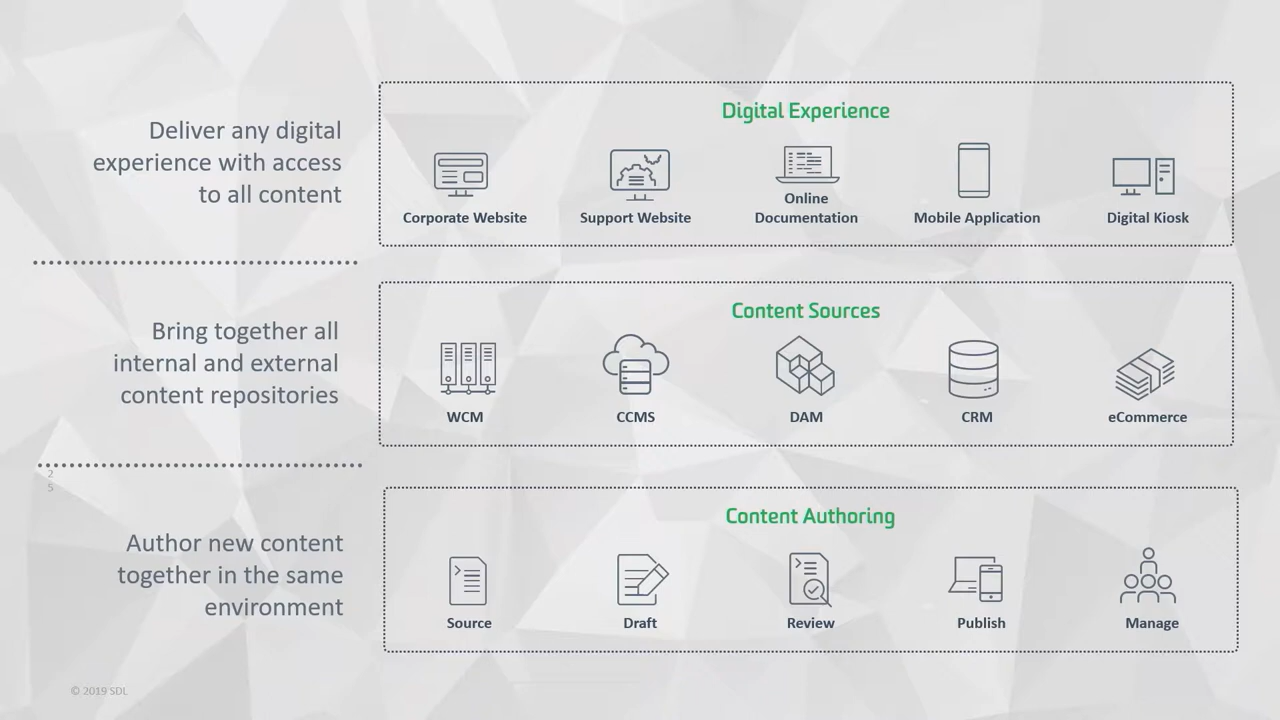 Deliver any digital
experience with access
to all content
Digital Experience
Corporate Website
Support Website
Online
Documentation
Mobile Application
Digital Kiosk
Bring together all
internal and external
content repositories
Content Sources
WCM
CCMS
DAM
CRM
eCommerce
2
5
Author new content
together in the same
environment
Content Authoring
Source
Draft
Review
Publish
Manage
© 2019 SDL